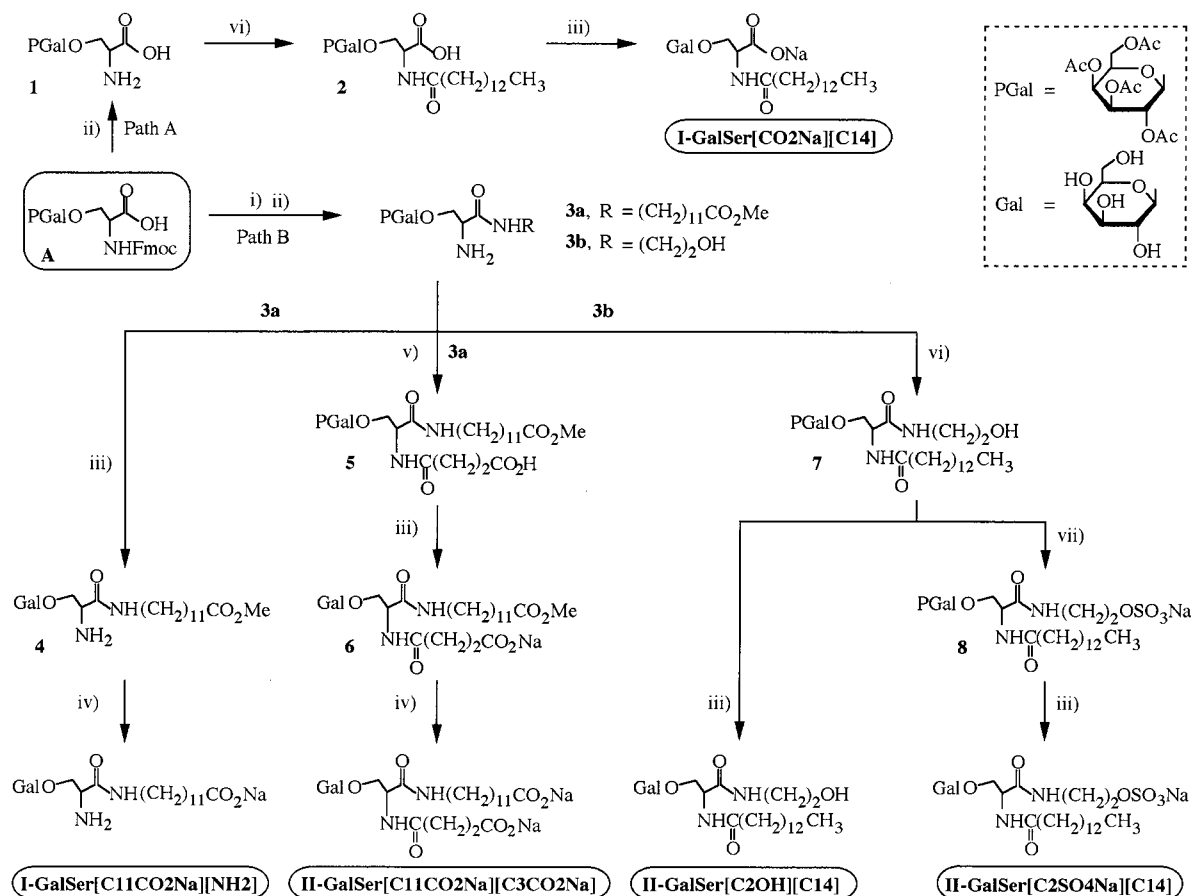 PGal O O OH NH2
1
vi)
PGal O O OH NHC(CH2)12CH3 O
2
iii)
Gal O O ONa NHC(CH2)12CH3 O
I-GalSer[CO2Na][C14]
ii) Path A
PGal O O OH NHFmoc
A
i) ii)
Path B
PGal O O NHR NH2
3a, R = (CH2)11CO2Me
3b, R = (CH2)2OH
PGal =
OAc
AcO
O
AcO
OAc
Gal =
OH
HO
O
OH
OH
3a
3b
v) 3a
vi)
iii)
PGal O O NH(CH2)11CO2Me
NHC(CH2)2CO2H
O
5
PGal O O NH(CH2)2OH
NHC(CH2)12CH3
O
7
iii)
vii)
Gal O O NH(CH2)11CO2Me
NH2
4
Gal O O NH(CH2)11CO2Me
NHC(CH2)2CO2Na
O
6
PGal O O NH(CH2)2OSO3Na
NHC(CH2)12CH3
O
8
iv)
iv)
iii)
iii)
Gal O O NH(CH2)11CO2Na
NH2
Gal O O NH(CH2)11CO2Na
NHC(CH2)2CO2Na
O
Gal O O NH(CH2)2OH
NHC(CH2)12CH3
O
Gal O O NH(CH2)2OSO3Na
NHC(CH2)12CH3
O
I-GalSer[C11CO2Na][NH2]
II-GalSer[C11CO2Na][C3CO2Na]
II-GalSer[C2OH][C14]
II-GalSer[C2SO4Na][C14]